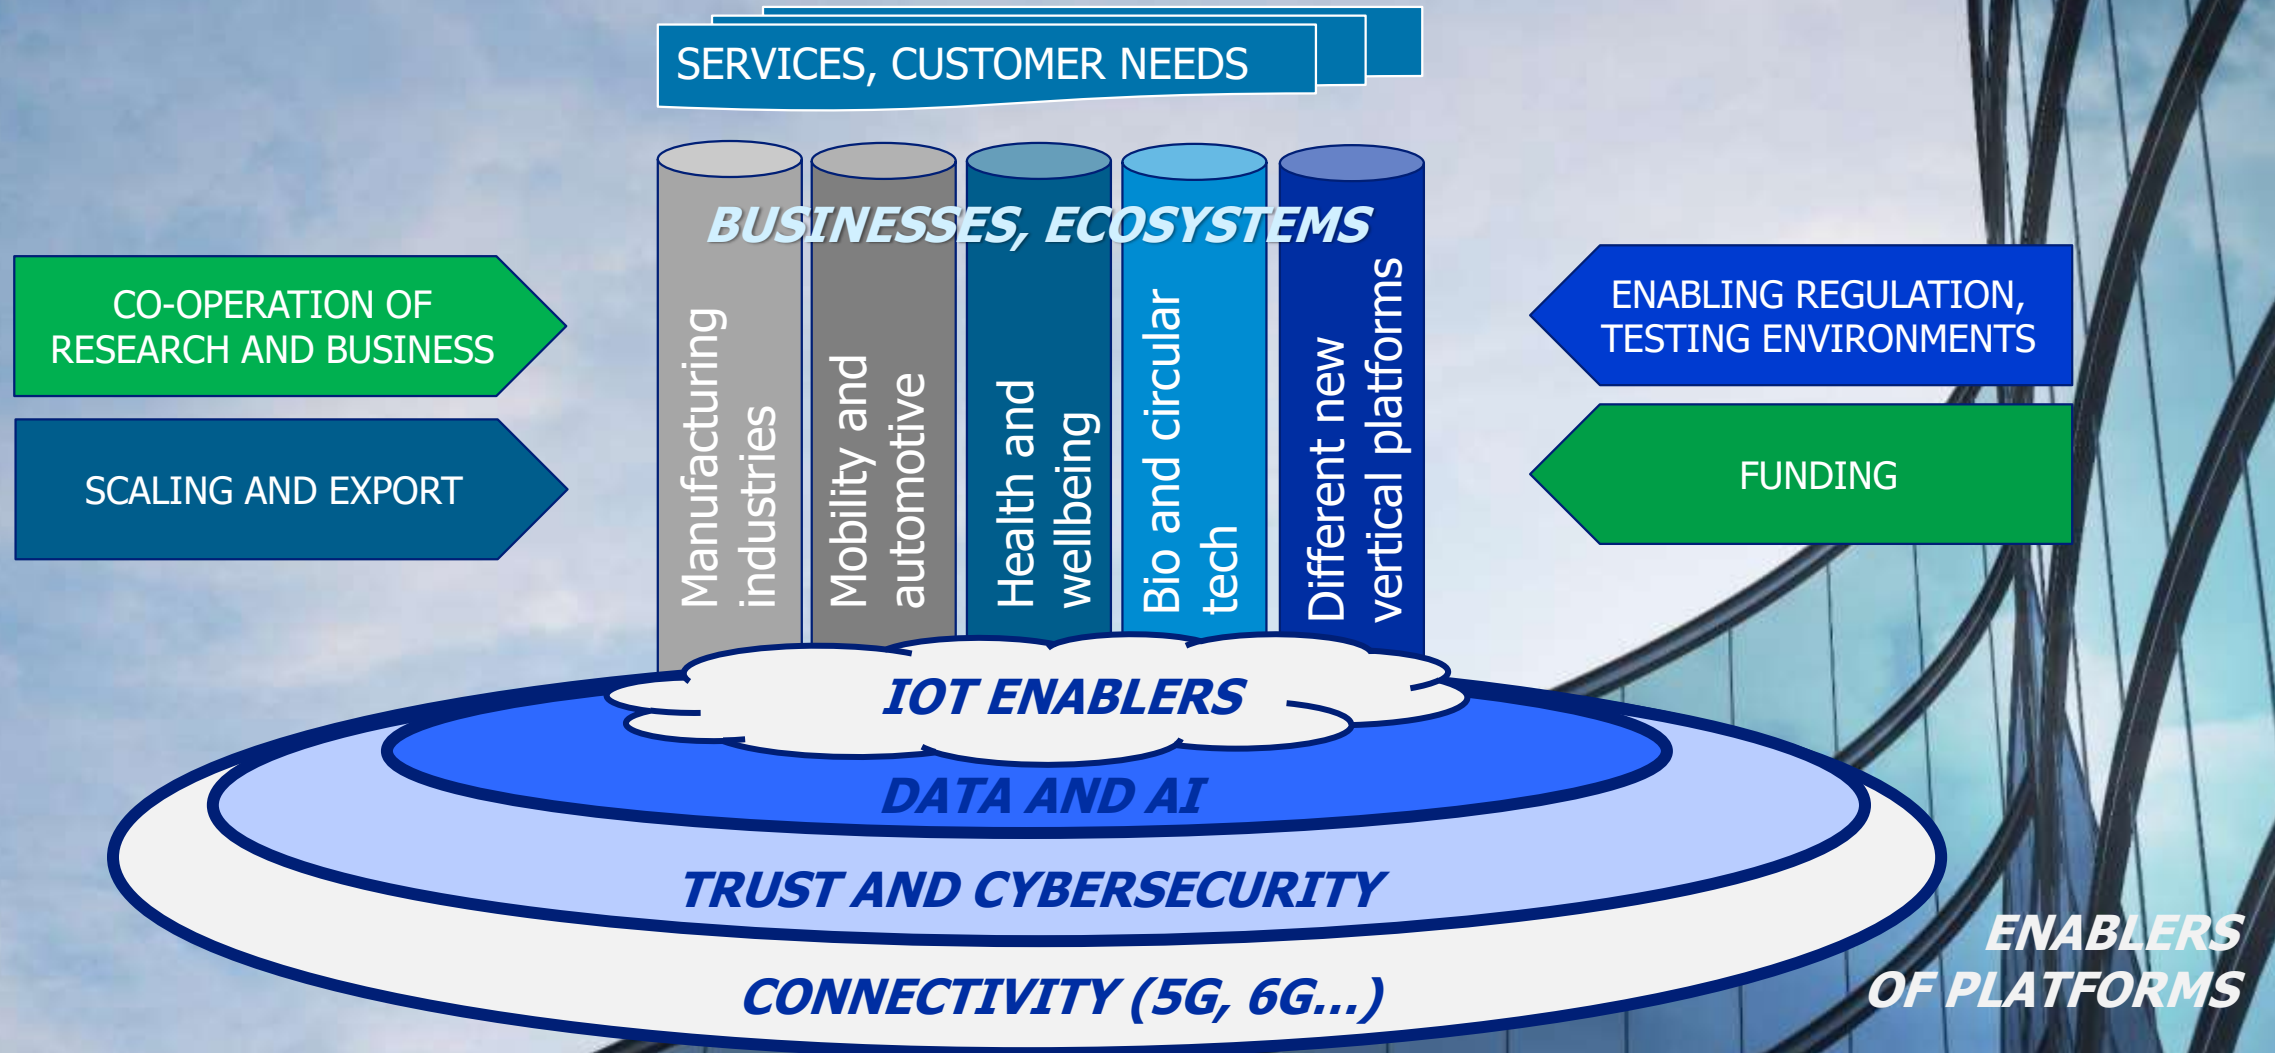 SERVICES, CUSTOMER NEEDS
BUSINESSES, ECOSYSTEMS
CO-OPERATION OF
RESEARCH AND BUSINESS
SCALING AND EXPORT
Manufacturing
industries
Mobility and
automotive
Health and
wellbeing
Bio and circular
tech
Different new
vertical platforms
ENABLING REGULATION,
TESTING ENVIRONMENTS
FUNDING
IOT ENABLERS
DATA AND AI
TRUST AND CYBERSECURITY
CONNECTIVITY (5G, 6G...)
ENABLERS
OF PLATFORMS